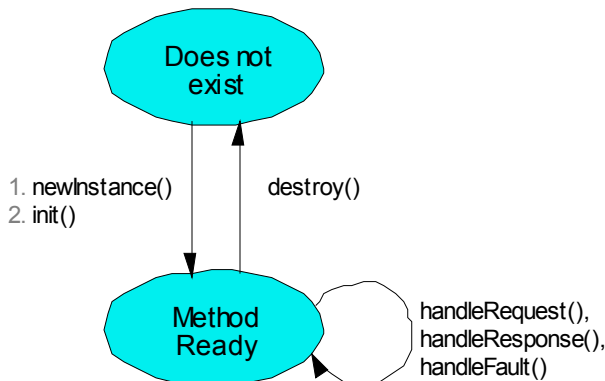 Does not
exist
1. newInstance()
2. init()
destroy()
Method
Ready
handleRequest(),
handleResponse(),
handleFault()